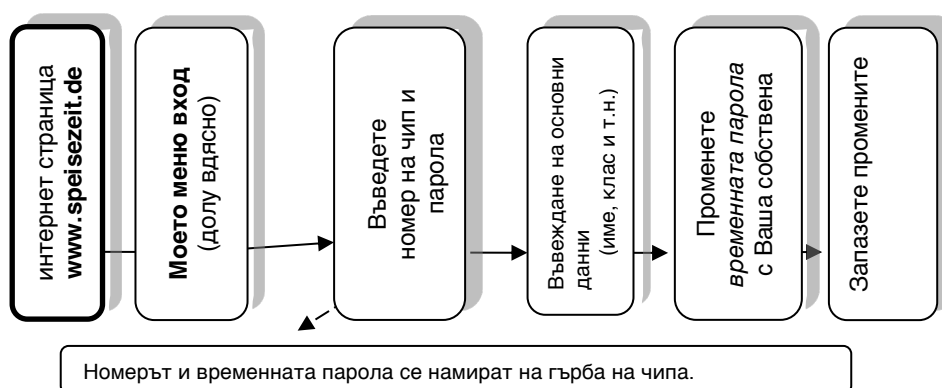 интернет страница
www.speisezeit.de
Моето меню вход
(долу вдясно)
Въведете
номер на чип и
парола
Въвеждане на основни
данни
(име, клас и т.н.)
Променете
временната парола
с Ваша собствена
Запазете промените
Номерът и временната парола се намират на гърба на чипа.